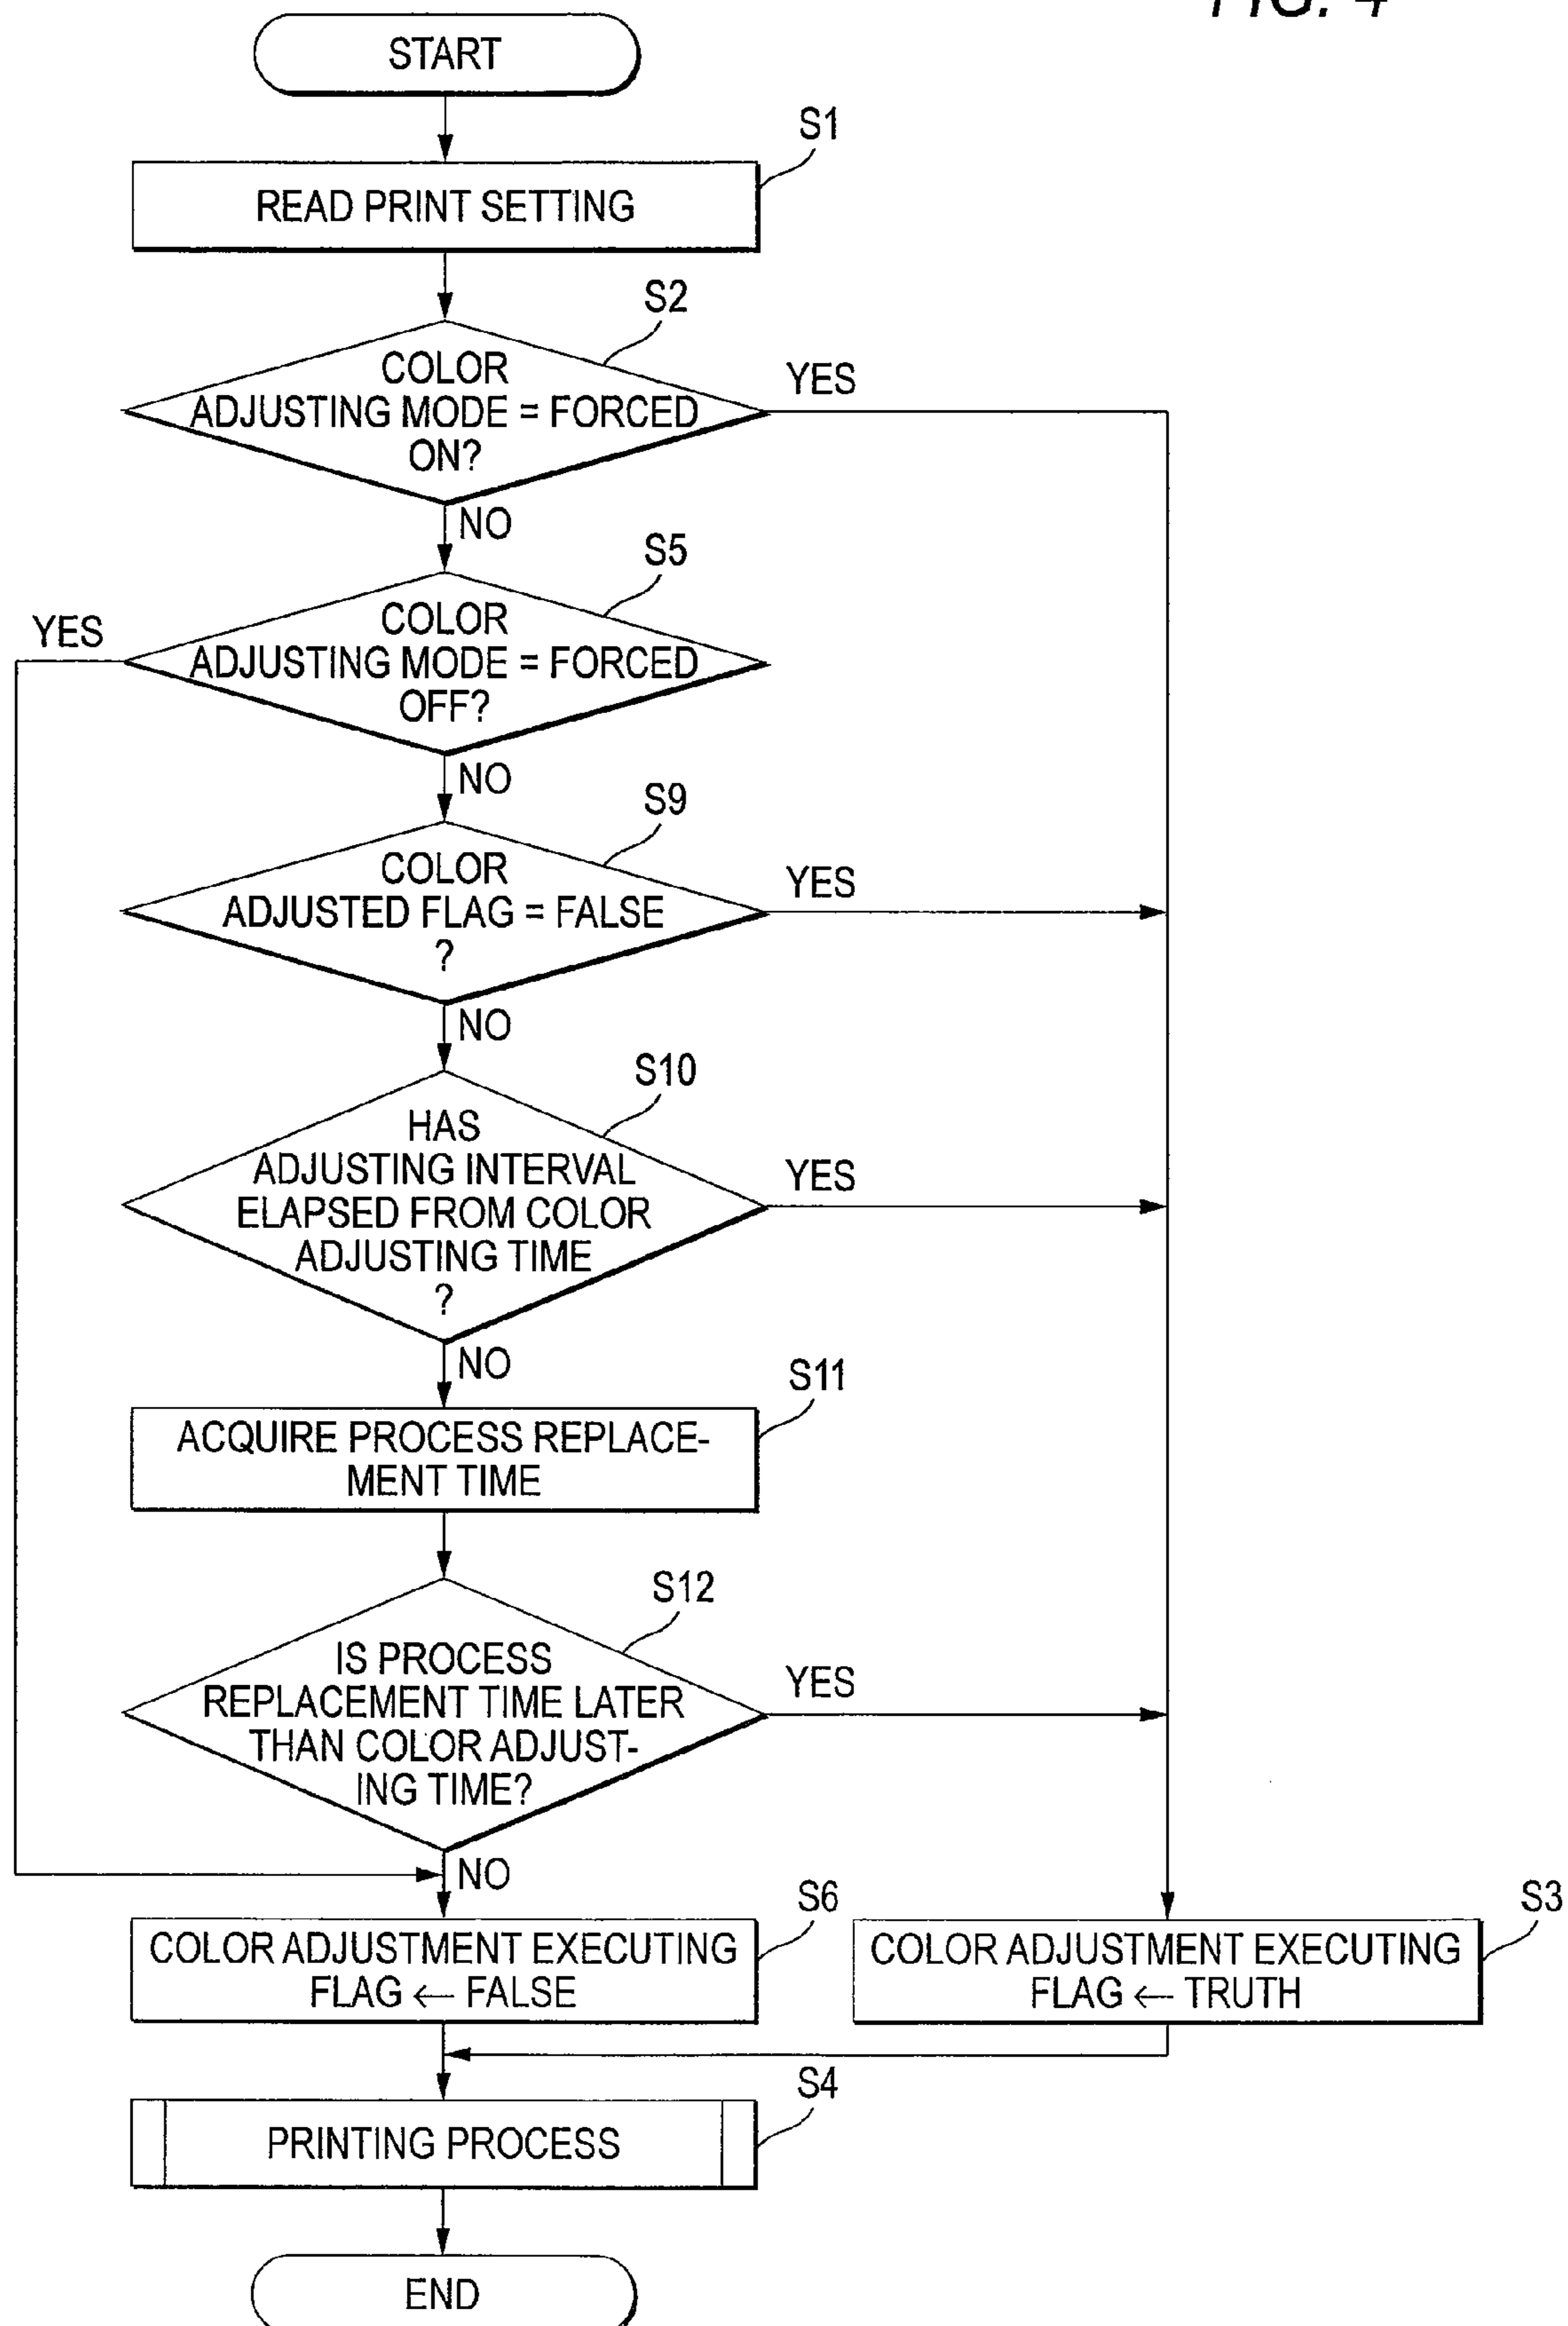 FIG. 4
START
S1
READ PRINT SETTING
S2
COLOR
ADJUSTING MODE = FORCED
ON?
YES
NO
S5
COLOR
ADJUSTING MODE = FORCED
OFF?
YES
NO
S9
COLOR
ADJUSTED FLAG = FALSE
?
YES
NO
S10
HAS
ADJUSTING INTERVAL
ELAPSED FROM COLOR
ADJUSTING TIME
?
YES
NO
S11
ACQUIRE PROCESS REPLACE-
MENT TIME
S12
IS PROCESS
REPLACEMENT TIME LATER
THAN COLOR ADJUST-
ING TIME?
YES
NO
S6
COLOR ADJUSTMENT EXECUTING
FLAG ← FALSE
S3
COLOR ADJUSTMENT EXECUTING
FLAG ← TRUTH
S4
PRINTING PROCESS
END